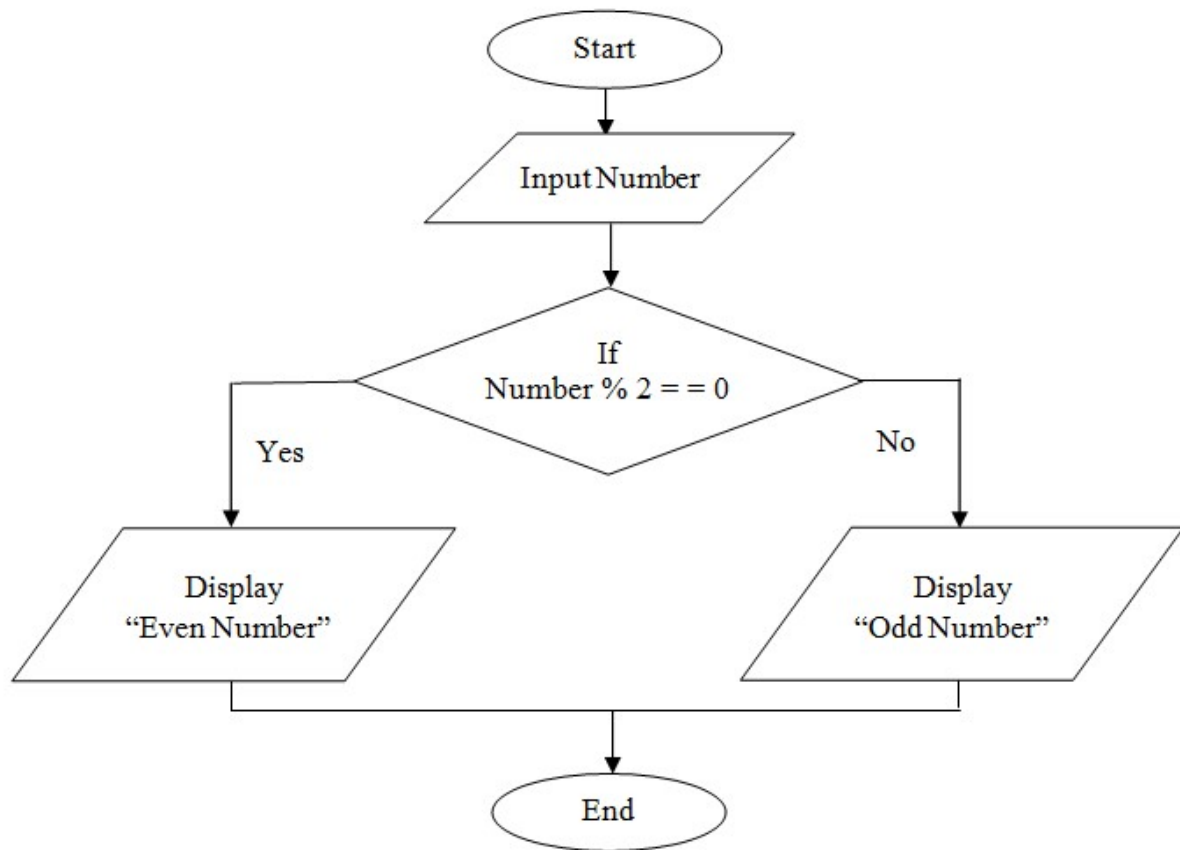 Start
Input Number
If
Number % 2 = = 0
Yes
No
Display
“Even Number”
Display
“Odd Number”
End